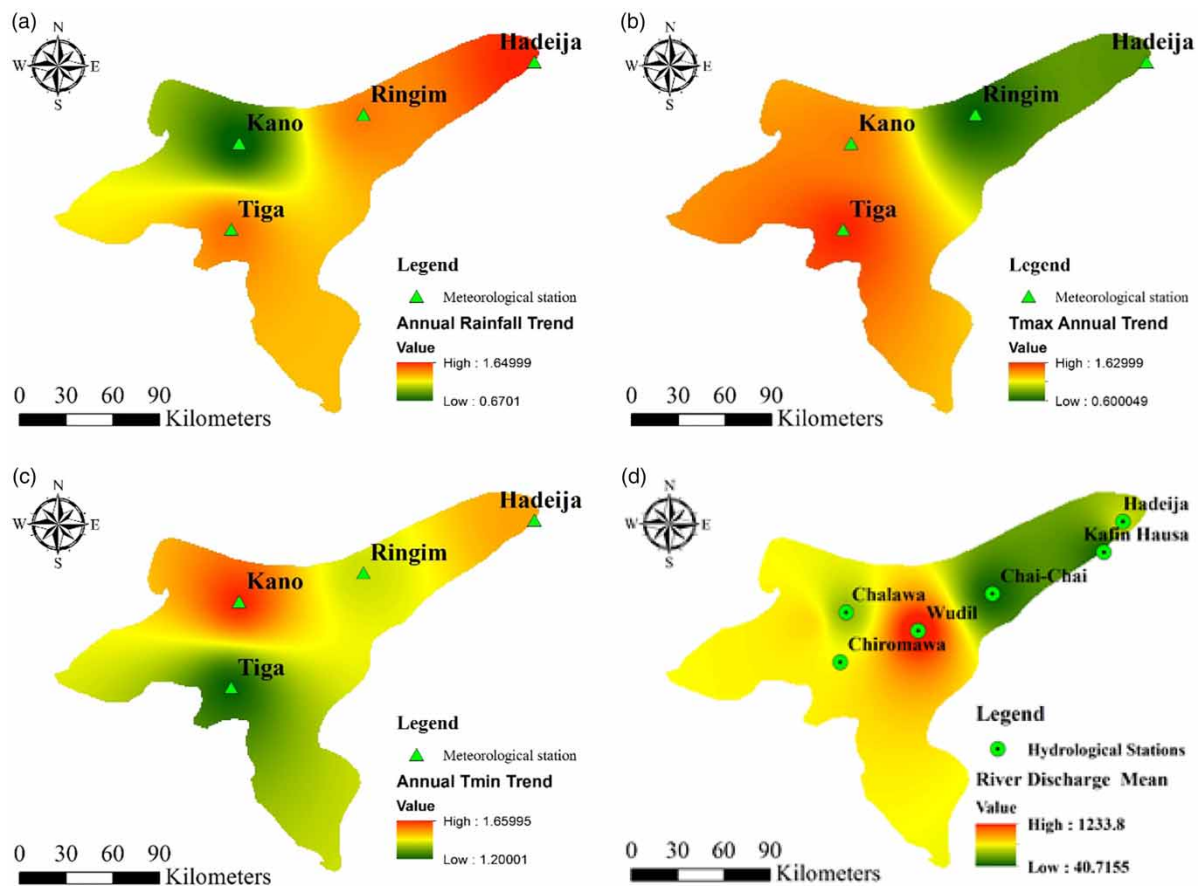 (a)
N
W E
S
Hadeija
Ringim
Kano
Tiga
Legend
Meteorological station
Annual Rainfall Trend
Value
High : 1.64999
Low : 0.6701
0 30 60 90
Kilometers
(b)
N
W E
S
Hadeija
Ringim
Kano
Tiga
Legend
Meteorological station
Tmax Annual Trend
Value
High : 1.62999
Low : 0.600049
0 30 60 90
Kilometers
(c)
N
W E
S
Hadeija
Ringim
Kano
Tiga
Legend
Meteorological station
Annual Tmin Trend
Value
High : 1.65995
Low : 1.20001
0 30 60 90
Kilometers
(d)
N
W E
S
Hadeija
Kafin Hausa
Chai-Chai
Chalawa
Wudil
Chiromawa
Legend
Hydrological Stations
River Discharge Mean
Value
High : 1233.8
Low : 40.7155
0 30 60 90
Kilometers